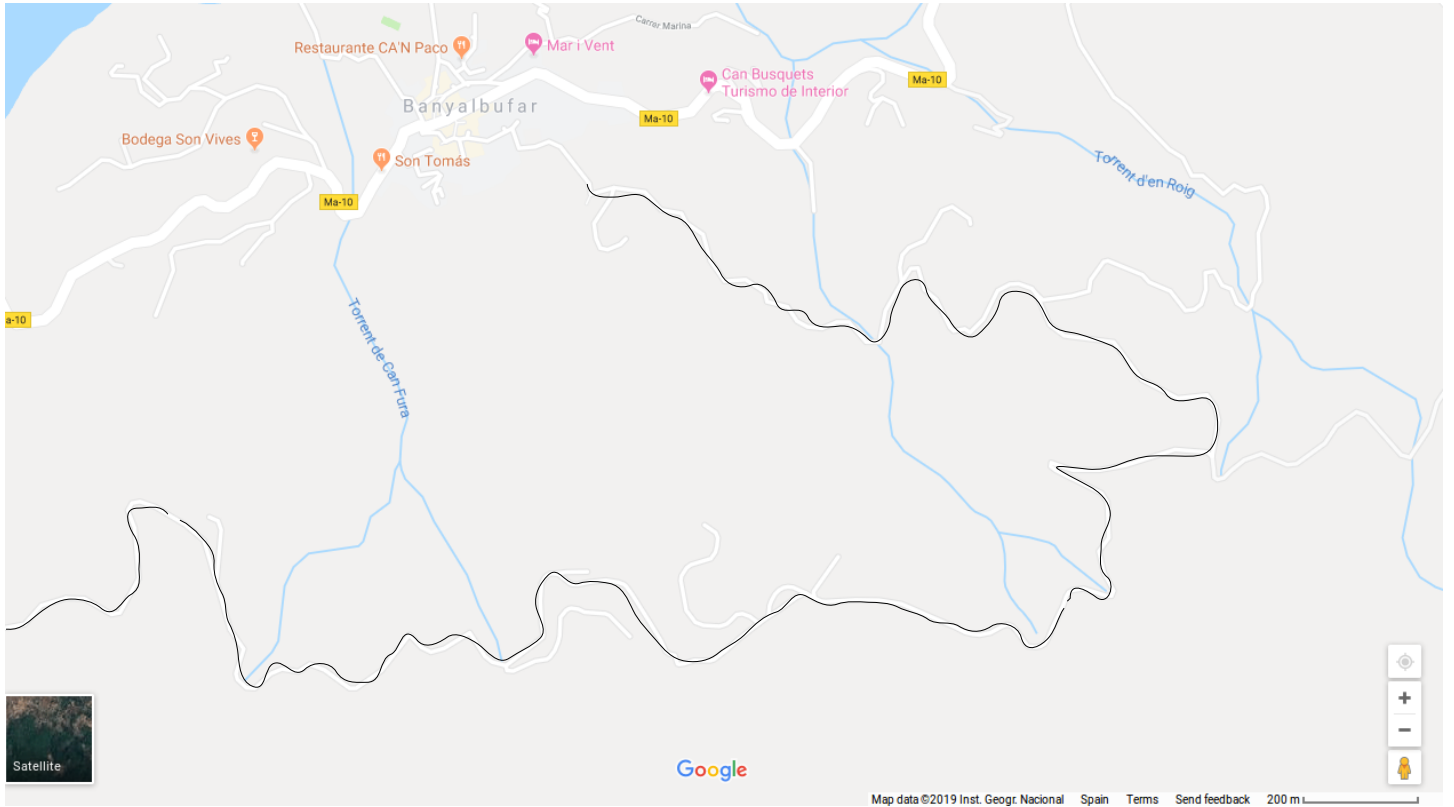 Carrer Marina
Restaurante CA'N Paco
Mar i Vent
Can Busquets
Turismo de Interior
Ma-10
Banyalbufar
Ma-10
Bodega Son Vives
Son Tomás
Torrent d'en Roig
Ma-10
a-10
Torrent de Can Fura
Satellite
Google
Map data ©2019 Inst. Geogr. Nacional Spain Terms Send feedback 200 m